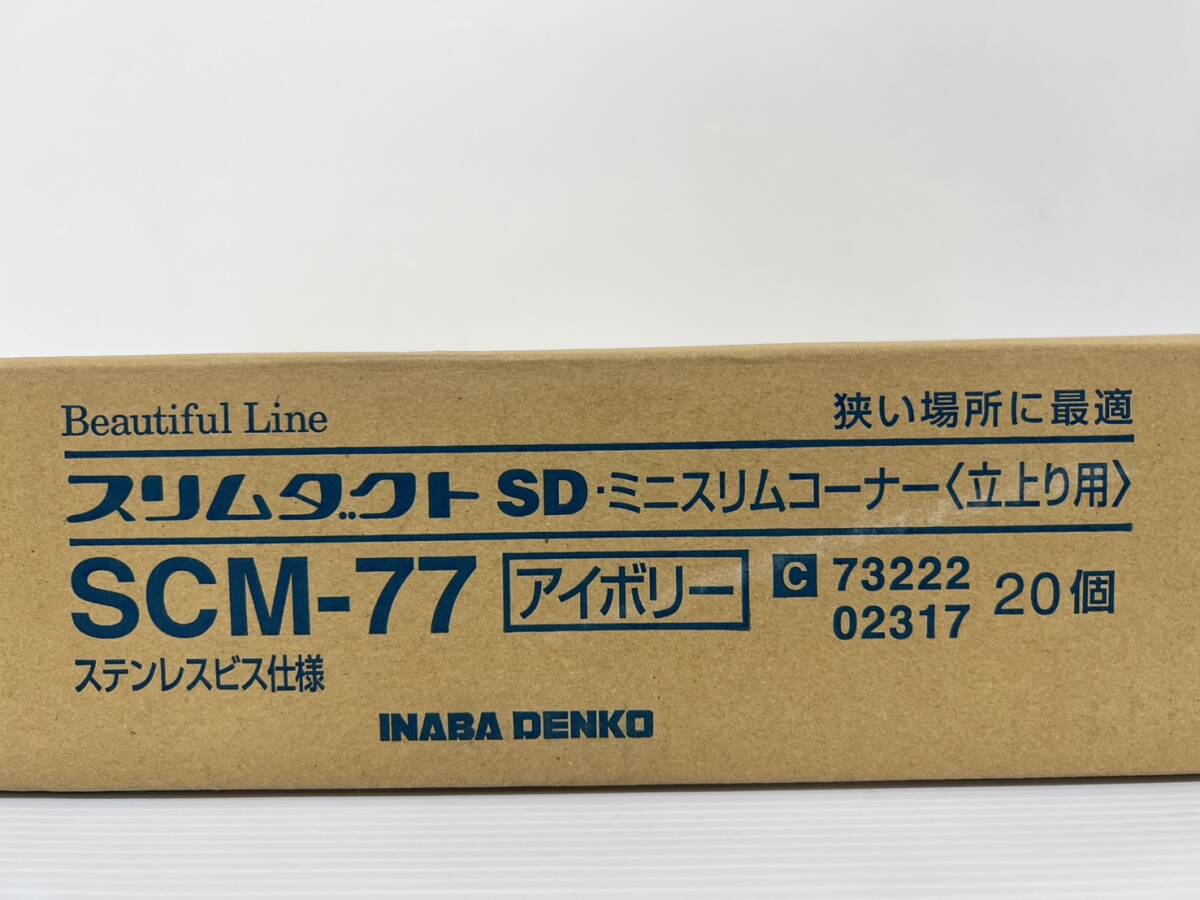 Beautiful Line 狭い場所に最適
スリムダクト SD・ミニスリムコーナー〈立上り用〉
SCM-77 アイボリー C 73222 02317 20個
ステンレスビス仕様
INABA DENKO